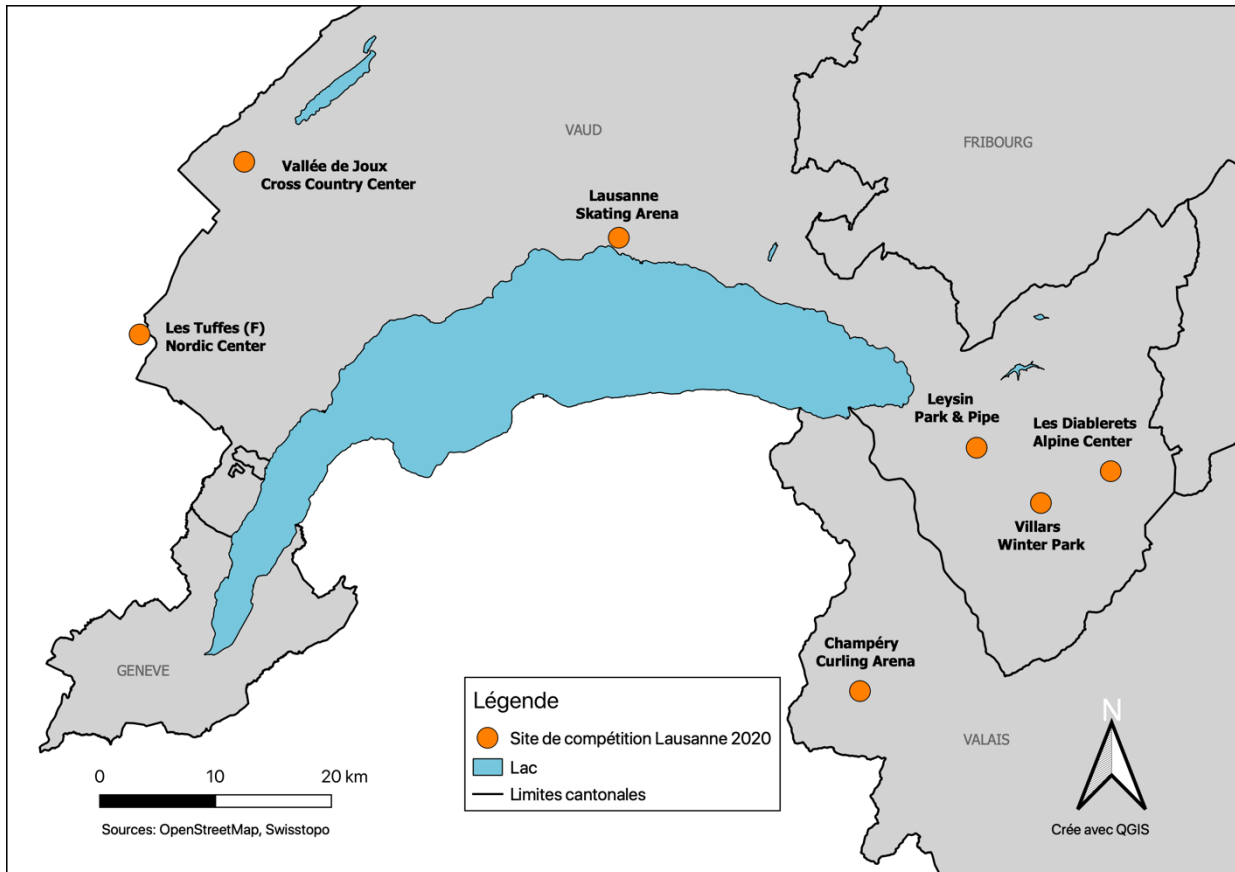 VAUD
FRIBOURG
Vallée de Joux
Cross Country Center
Lausanne
Skating Arena
Les Tuffes (F)
Nordic Center
Leysin
Park & Pipe
Les Diablerets
Alpine Center
Villars
Winter Park
Champéry
Curling Arena
GENEVE
VALAIS
Légende
Site de compétition Lausanne 2020
Lac
Limites cantonales
0 10 20 km
Sources: OpenStreetMap, Swisstopo
N
Crée avec QGIS